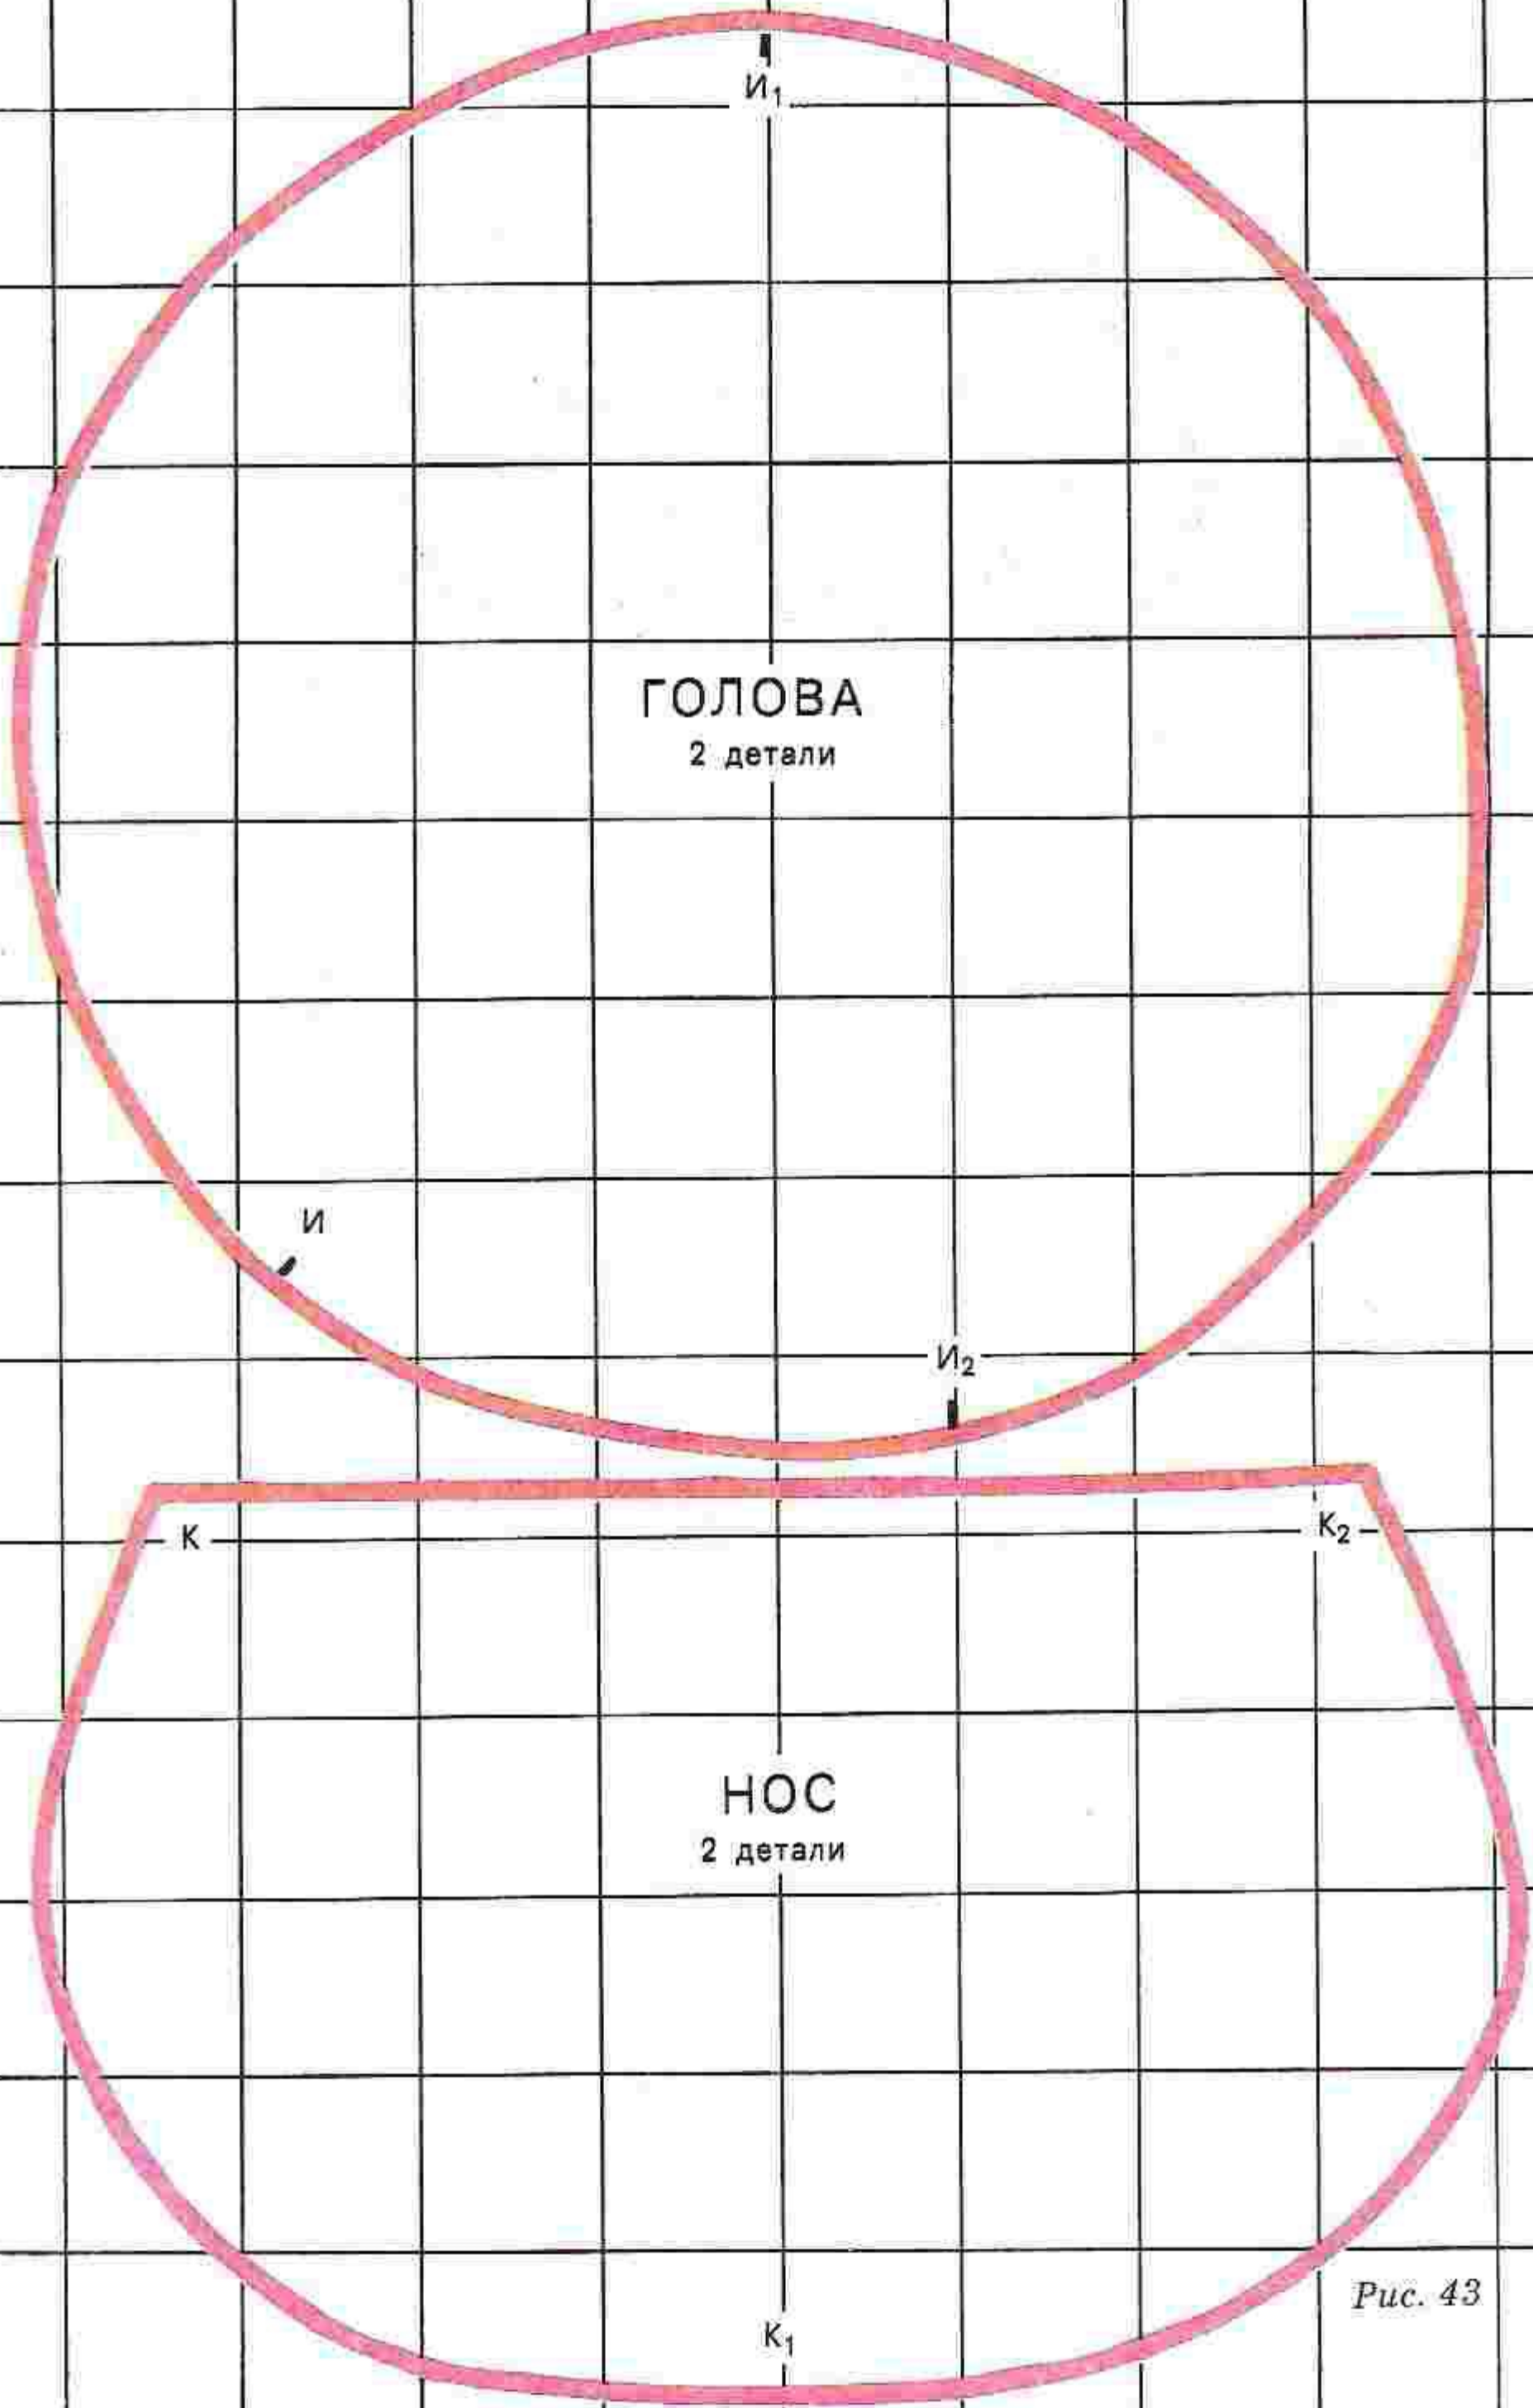 И₁
ГОЛОВА
2 детали
И
И₂
К
К₂
НОС
2 детали
Рис. 43
К₁